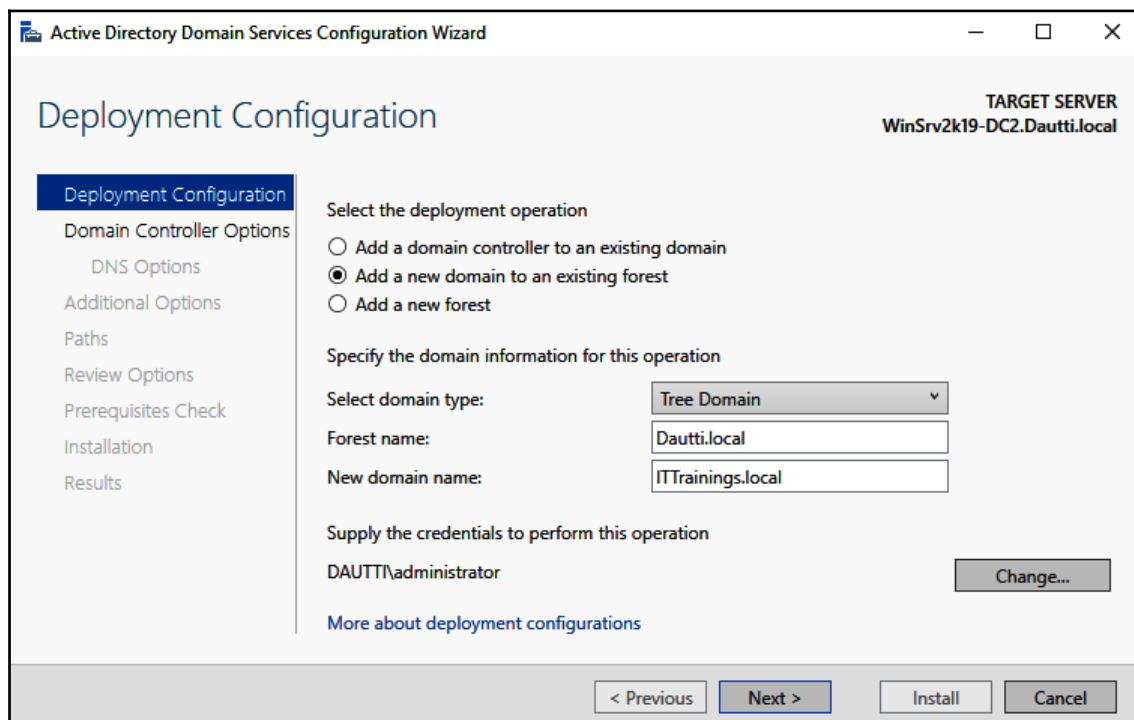 Active Directory Domain Services Configuration Wizard
Deployment Configuration
TARGET SERVER
WinSrv2k19-DC2.Dautti.local
Deployment Configuration
Domain Controller Options
DNS Options
Additional Options
Paths
Review Options
Prerequisites Check
Installation
Results
Select the deployment operation
Add a domain controller to an existing domain
Add a new domain to an existing forest
Add a new forest
Specify the domain information for this operation
Select domain type: Tree Domain
Forest name: Dautti.local
New domain name: ITTrainings.local
Supply the credentials to perform this operation
DAUTTI\administrator Change...
More about deployment configurations
< Previous Next > Install Cancel